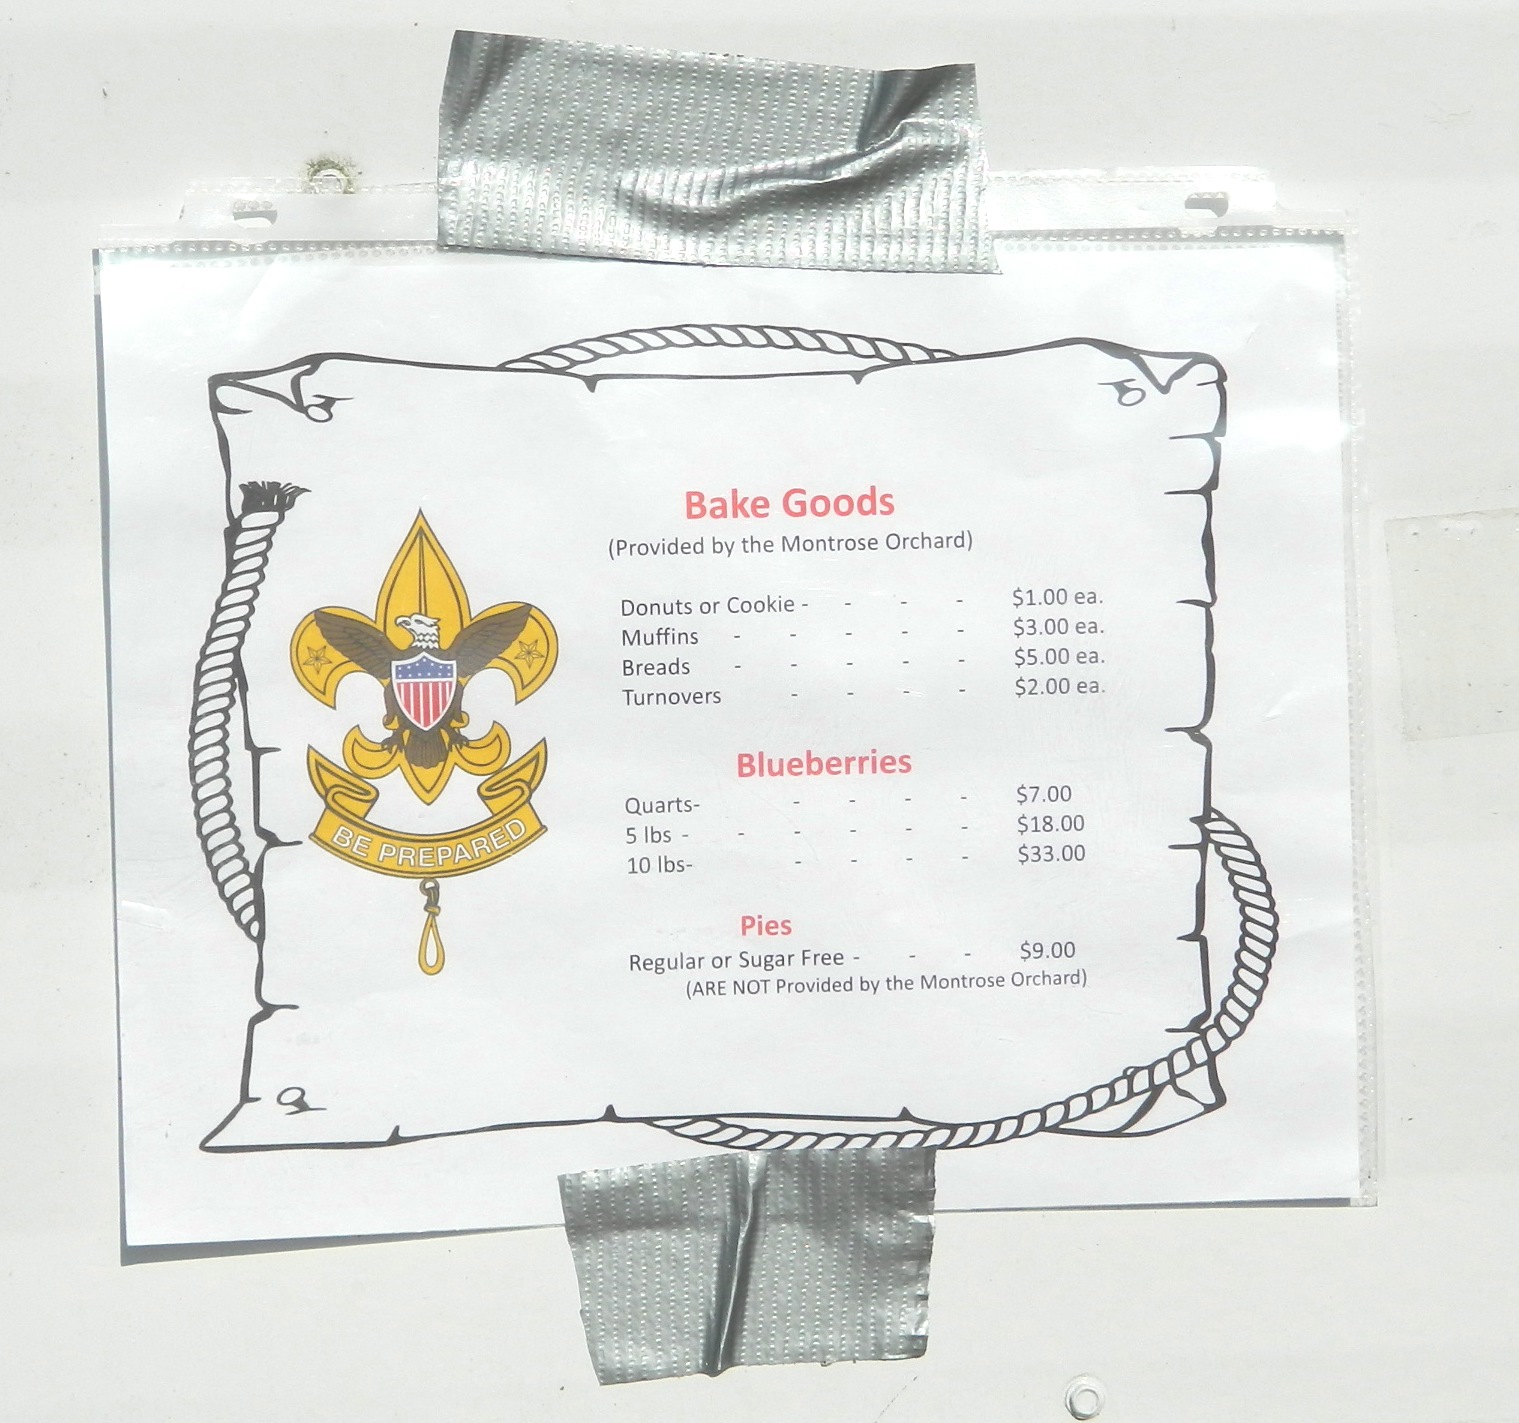 Bake Goods
(Provided by the Montrose Orchard)
Donuts or Cookie - - - - $1.00 ea.
Muffins - - - - - $3.00 ea.
Breads - - - - - $5.00 ea.
Turnovers - - - - $2.00 ea.
Blueberries
Quarts- - - - - $7.00
5 lbs - - - - - - $18.00
10 lbs- - - - - $33.00
Pies
Regular or Sugar Free - - - $9.00
(ARE NOT Provided by the Montrose Orchard)
BE PREPARED